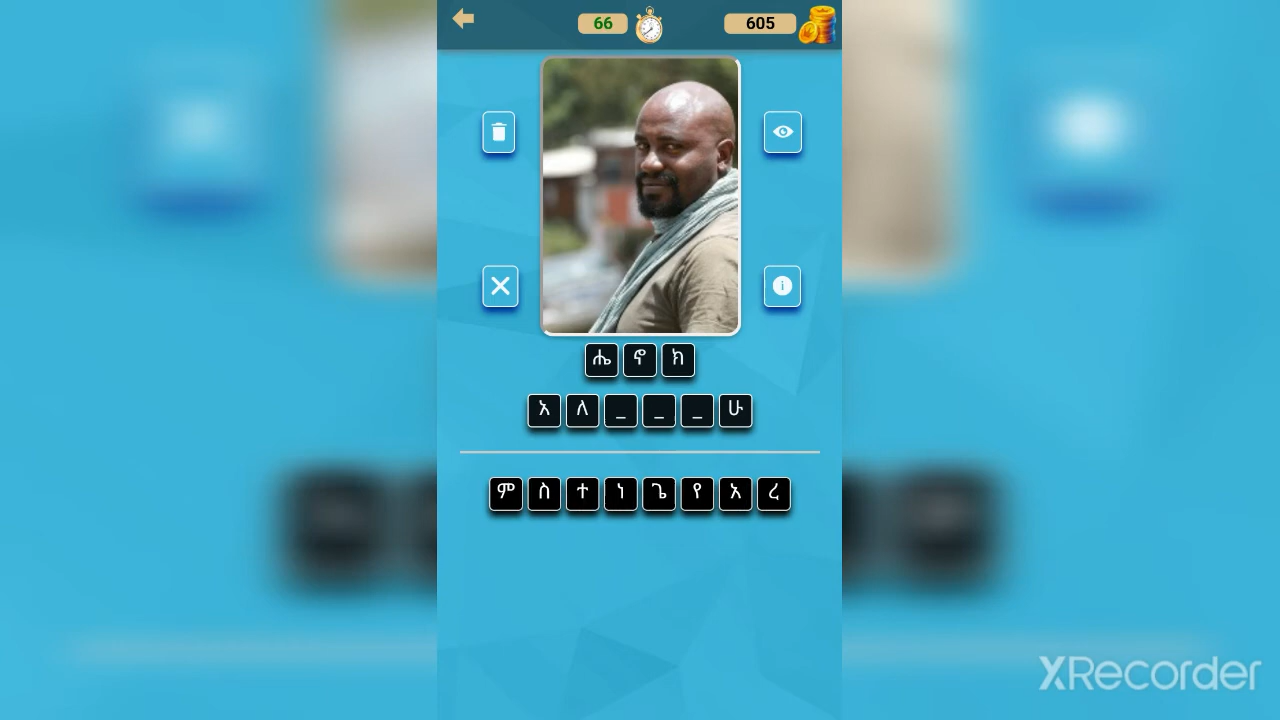 66
605
ሔ ኖ ክ
አ ለ _ _ _ ሁ
ም ስ ተ ነ ጌ የ አ ረ
XRecorder